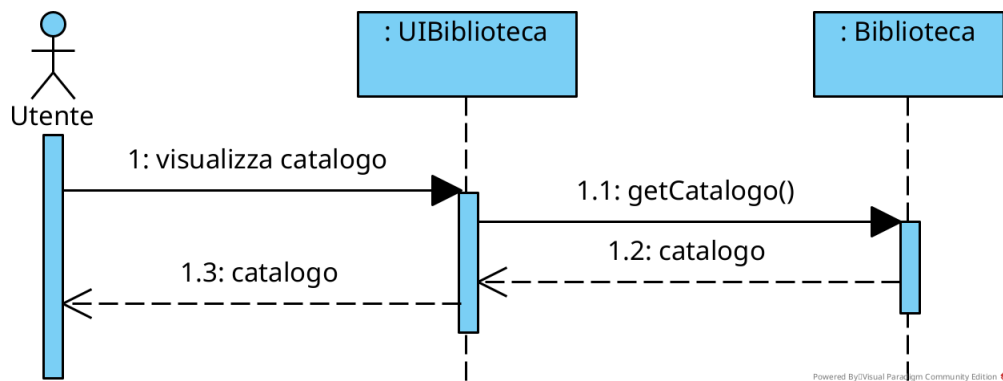 : UIBiblioteca
: Biblioteca
Utente
1: visualizza catalogo
1.1: getCatalogo()
1.2: catalogo
1.3: catalogo
Powered By Visual Paradigm Community Edition